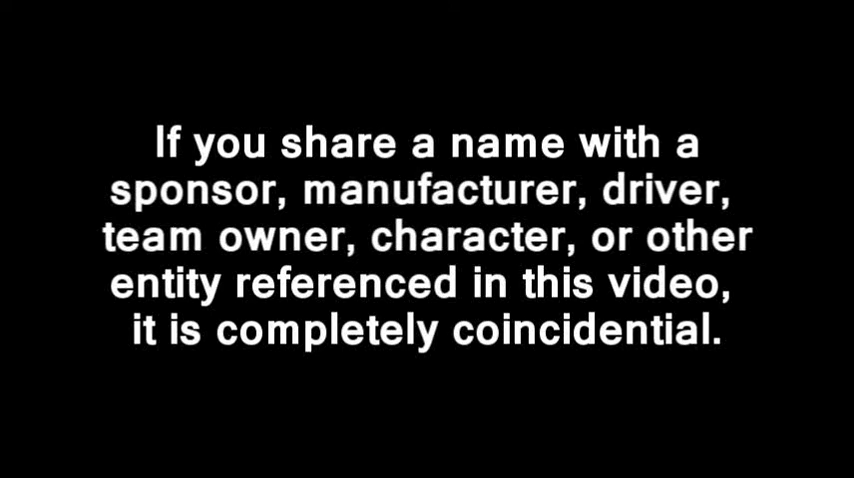 If you share a name with a
sponsor, manufacturer, driver,
team owner, character, or other
entity referenced in this video,
it is completely coincidential.